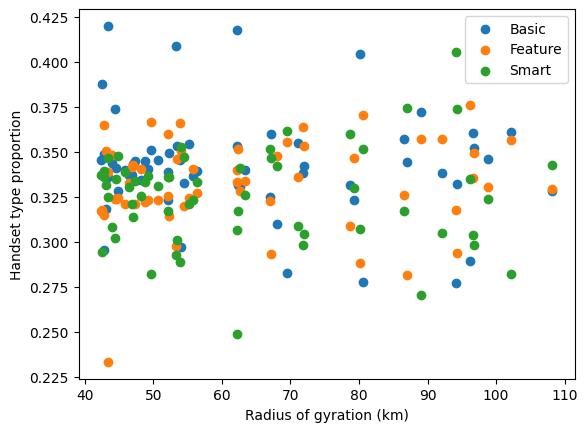 0.425
0.400
0.375
0.350
0.325
0.300
0.275
0.250
0.225
Handset type proportion
Basic
Feature
Smart
40 50 60 70 80 90 100 110
Radius of gyration (km)